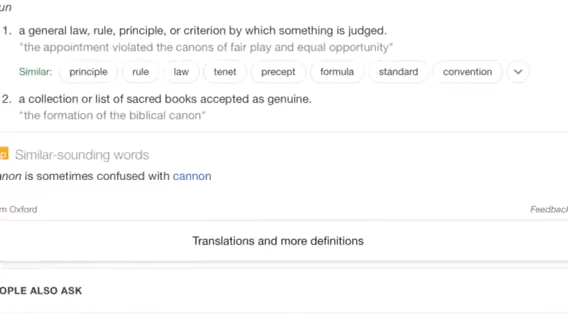 un
1. a general law, rule, principle, or criterion by which something is judged.
"the appointment violated the canons of fair play and equal opportunity"
Similar: principle rule law tenet precept formula standard convention
2. a collection or list of sacred books accepted as genuine.
"the formation of the biblical canon"
p Similar-sounding words
anon is sometimes confused with cannon
m Oxford Feedback
Translations and more definitions
OPLE ALSO ASK